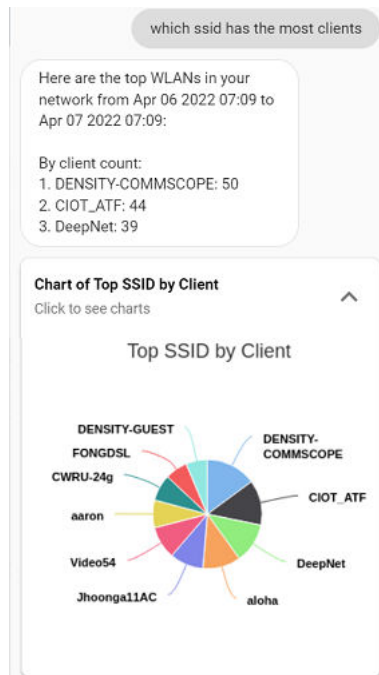 which ssid has the most clients
Here are the top WLANs in your
network from Apr 06 2022 07:09 to
Apr 07 2022 07:09:
By client count:
1. DENSITY-COMMSCOPE: 50
2. CIOT_ATF: 44
3. DeepNet: 39
Chart of Top SSID by Client
Click to see charts
Top SSID by Client
DENSITY-GUEST
DENSITY-
COMMSCOPE
FONGDSL
CWRU-24g
CIOT_ATF
aaron
Video54
DeepNet
Jhoonga11AC
aloha